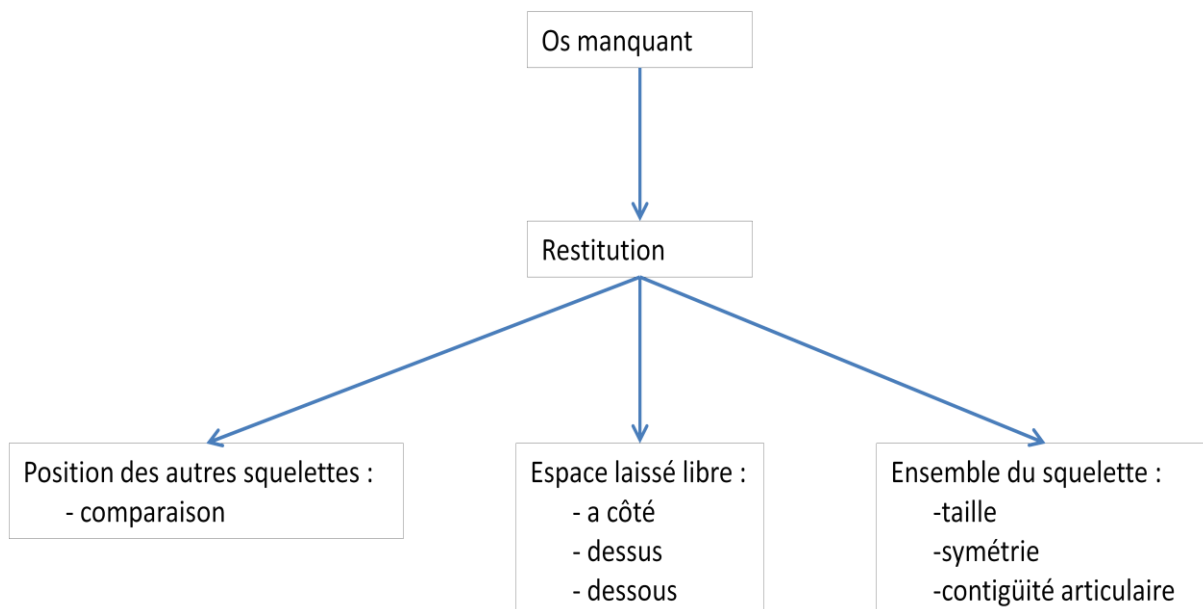 Os manquant
Restitution
Position des autres squelettes :
- comparaison
Espace laissé libre :
- a côté
- dessus
- dessous
Ensemble du squelette :
-taille
-symétrie
-contigüité articulaire